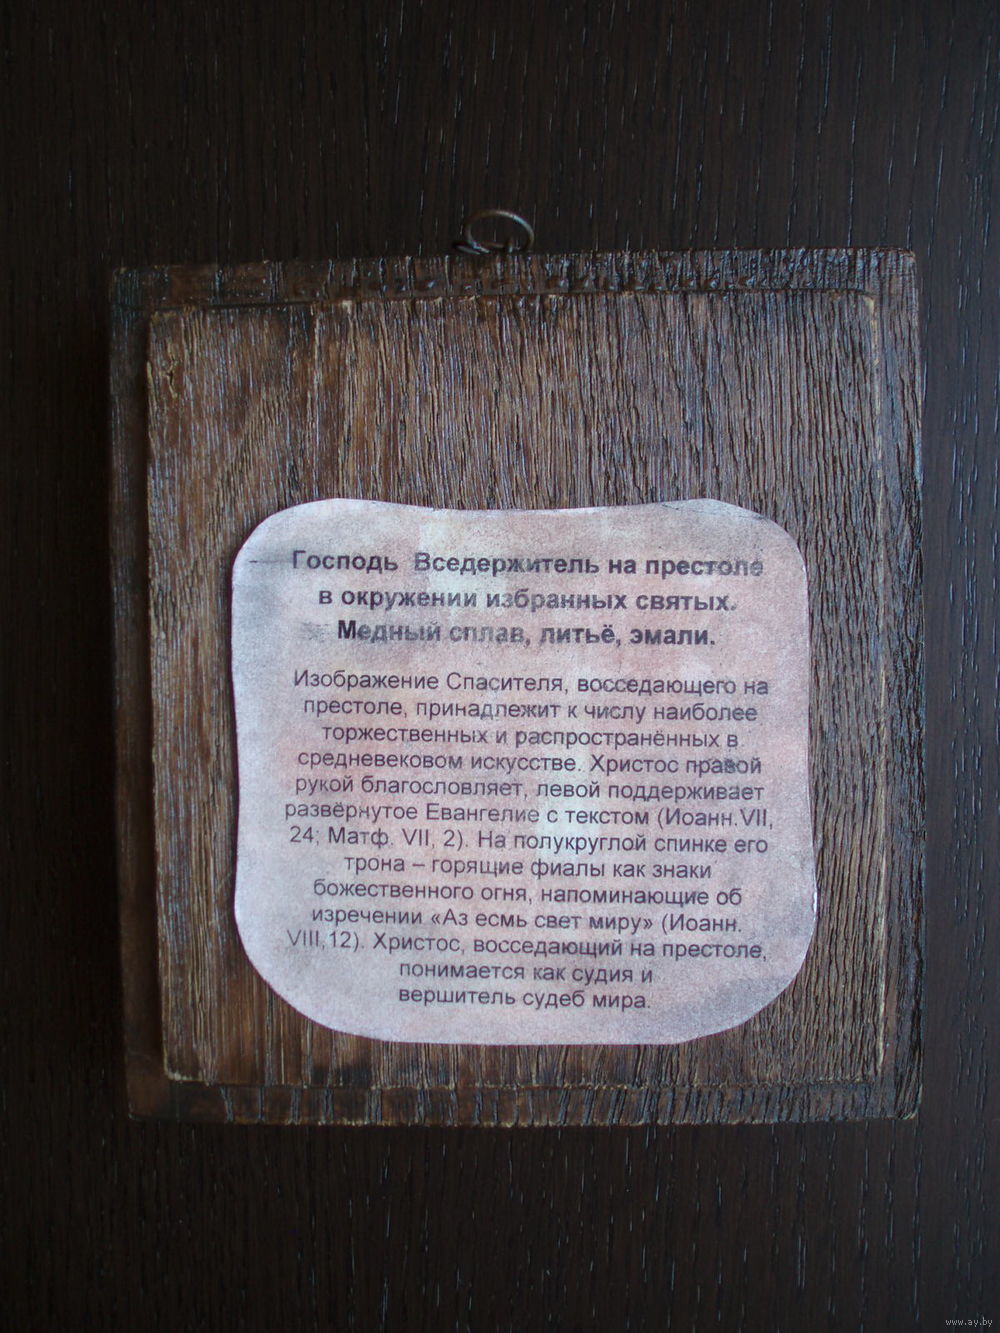 Господь Вседержитель на престоле
в окружении избранных святых.
Медный сплав, литьё, эмали.
Изображение Спасителя, восседающего на
престоле, принадлежит к числу наиболее
торжественных и распространённых в
средневековом искусстве. Христос правой
рукой благословляет, левой поддерживает
развёрнутое Евангелие с текстом (Иоанн.VII,
24; Матф. VII, 2). На полукруглой спинке его
трона – горящие фиалы как знаки
божественного огня, напоминающие об
изречении «Аз есмь свет миру» (Иоанн.
VIII,12). Христос, восседающий на престоле,
понимается как судия и
вершитель судеб мира.
www.ay.by